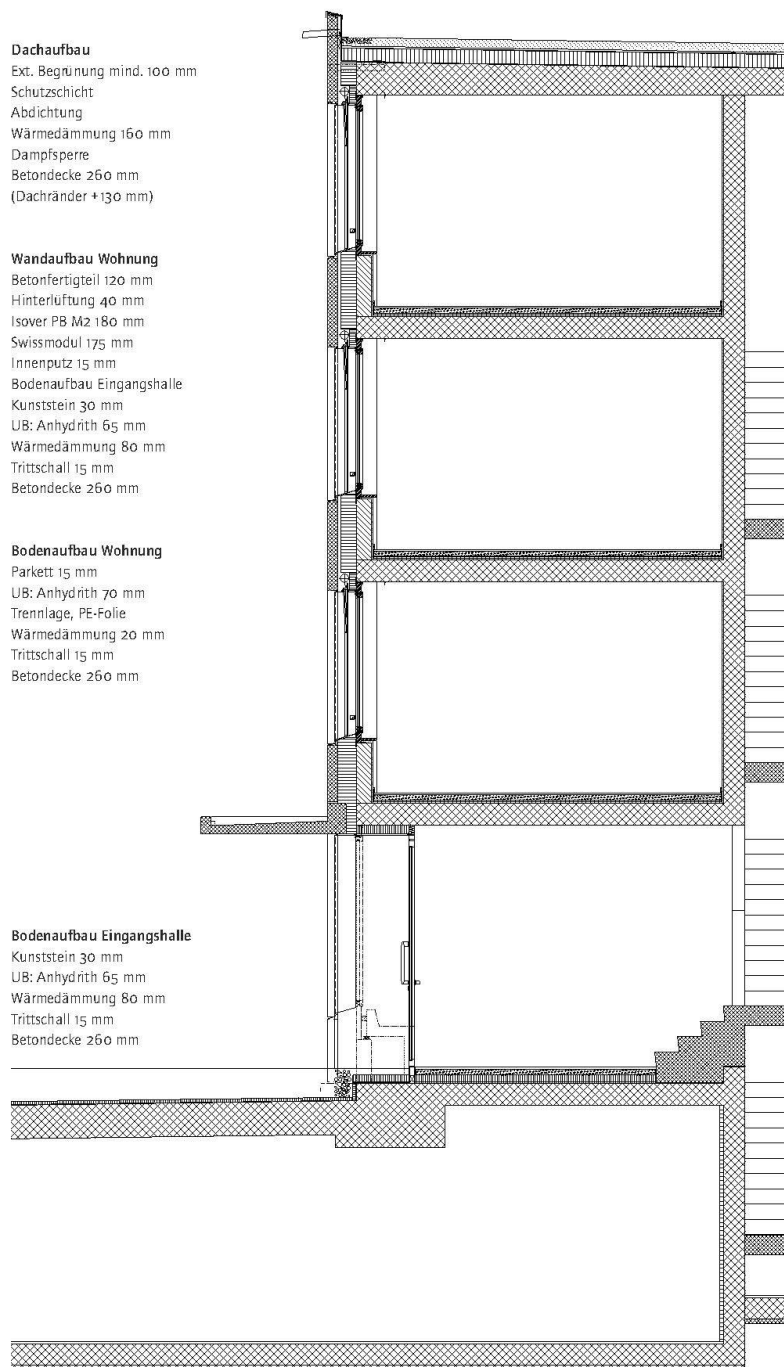 Dachaufbau
Ext. Begrünung mind. 100 mm
Schutzschicht
Abdichtung
Wärmedämmung 160 mm
Dampfsperre
Betondecke 260 mm
(Dachränder +130 mm)
Wandaufbau Wohnung
Betonfertigteil 120 mm
Hinterlüftung 40 mm
Isover PB M2 180 mm
Swissmodul 175 mm
Innenputz 15 mm
Bodenaufbau Eingangshalle
Kunststein 30 mm
UB: Anhydrith 65 mm
Wärmedämmung 80 mm
Trittschall 15 mm
Betondecke 260 mm
Bodenaufbau Wohnung
Parkett 15 mm
UB: Anhydrith 70 mm
Trennlage, PE-Folie
Wärmedämmung 20 mm
Trittschall 15 mm
Betondecke 260 mm
Bodenaufbau Eingangshalle
Kunststein 30 mm
UB: Anhydrith 65 mm
Wärmedämmung 80 mm
Trittschall 15 mm
Betondecke 260 mm